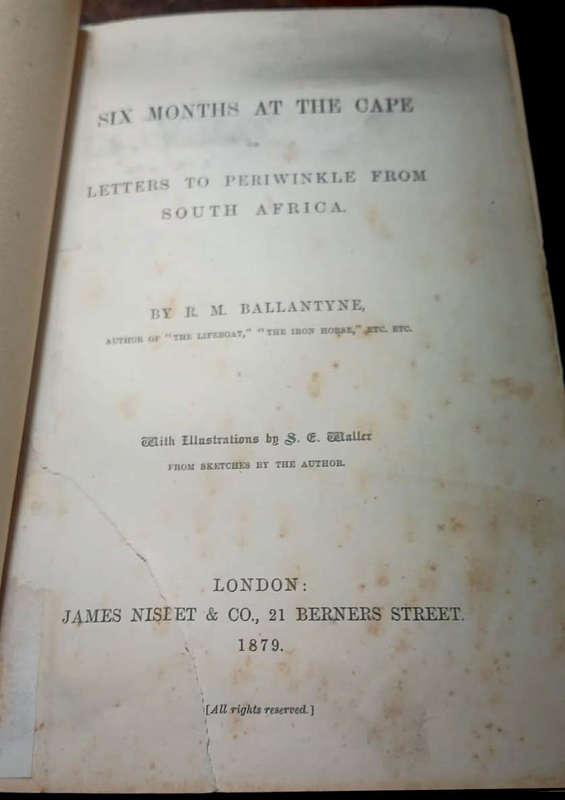 SIX MONTHS AT THE CAPE
LETTERS TO PERIWINKLE FROM
SOUTH AFRICA.
BY R. M. BALLANTYNE,
AUTHOR OF "THE LIFEBOAT," "THE IRON HORSE," ETC. ETC.
With Illustrations by S. E. Waller
FROM SKETCHES BY THE AUTHOR.
LONDON:
JAMES NISBET & CO., 21 BERNERS STREET.
1879.
[All rights reserved.]